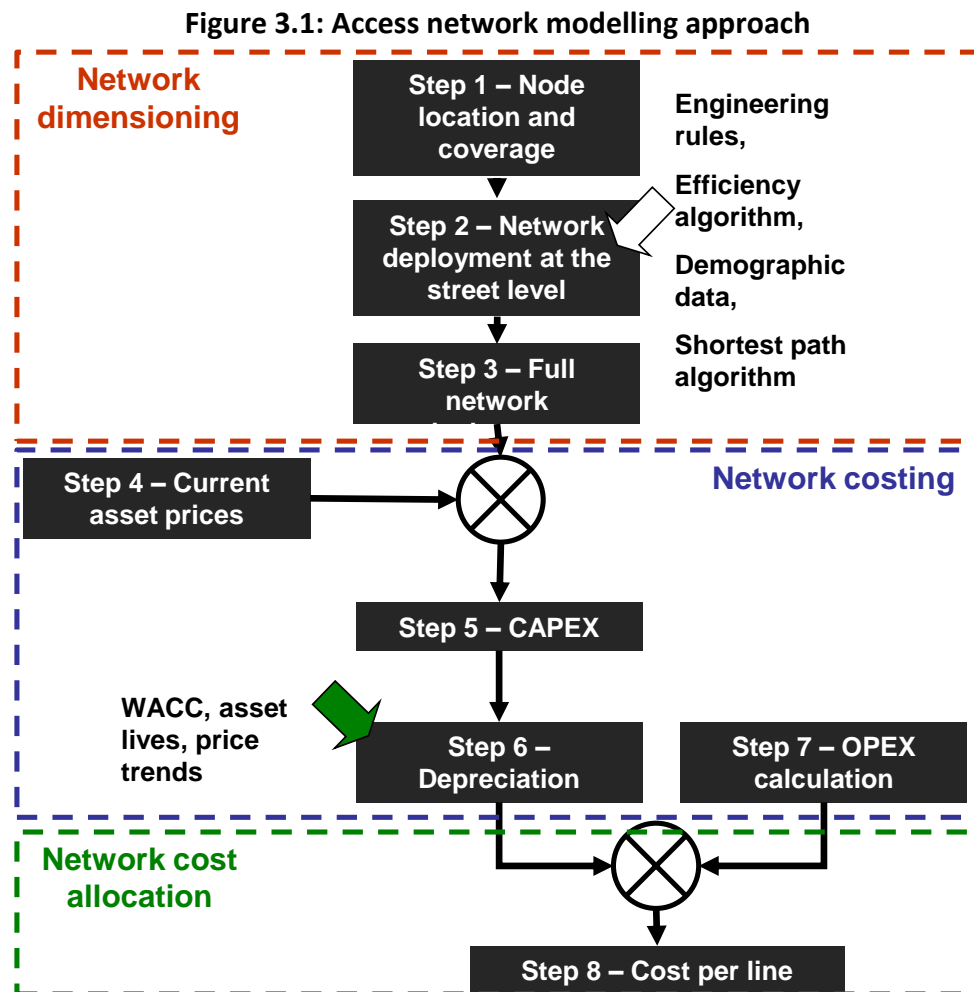 Figure 3.1: Access network modelling approach
Network
dimensioning
Step 1 – Node
location and
coverage
Engineering
rules,
Efficiency
algorithm,
Demographic
data,
Shortest path
algorithm
Step 2 – Network
deployment at the
street level
Step 3 – Full
network
Network costing
Step 4 – Current
asset prices
Step 5 – CAPEX
WACC, asset
lives, price
trends
Step 6 –
Depreciation
Step 7 – OPEX
calculation
Network cost
allocation
Step 8 – Cost per line